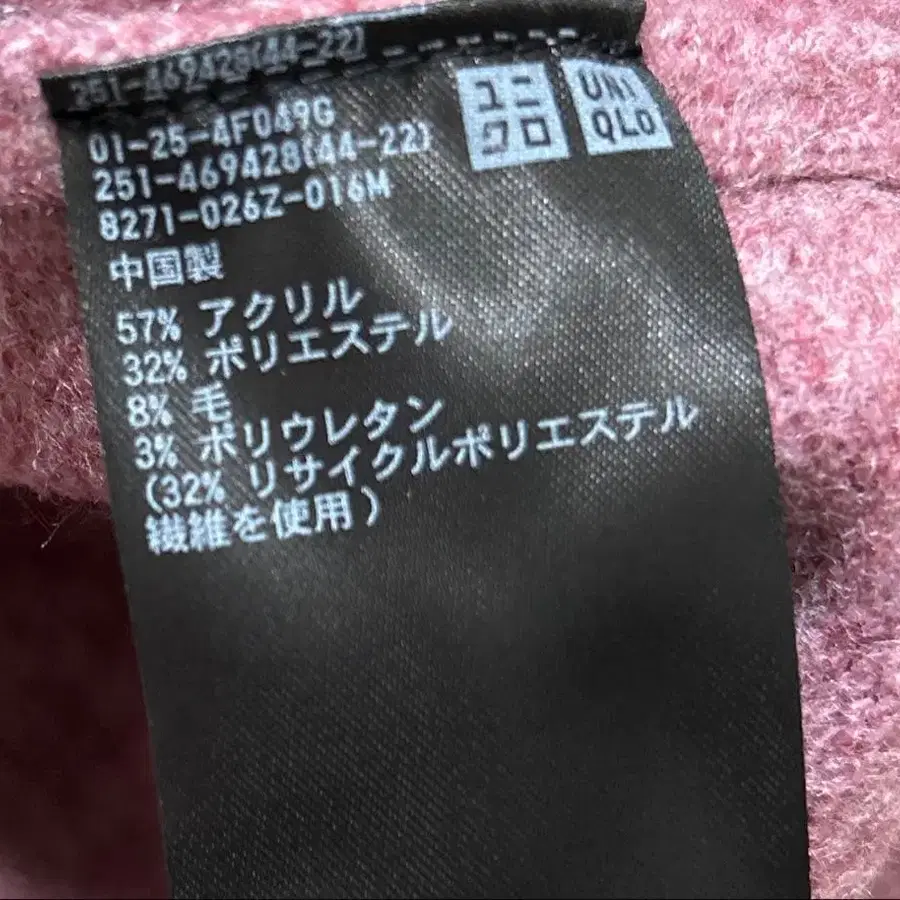 251-469428(44-22)
ユニ
クロ
UNI
QLO
01-25-4F049G
251-469428(44-22)
8271-026Z-016M
中国製
57% アクリル
32% ポリエステル
8% 毛
3% ポリウレタン
(32% リサイクルポリエステル
繊維を使用)